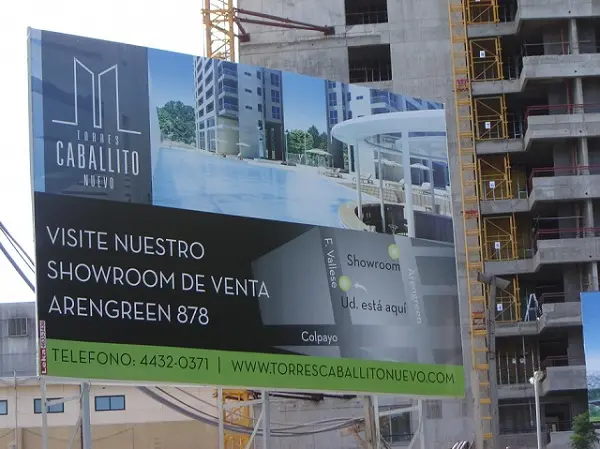 TORRES
CABALLITO
NUEVO
VISITE NUESTRO
SHOWROOM DE VENTA
ARENGREEN 878
F. Vallese
Showroom
Arengreen
Ud. está aquí
Colpayo
TELEFONO: 4432-0371 | WWW.TORRESCABALLITONUEVO.COM